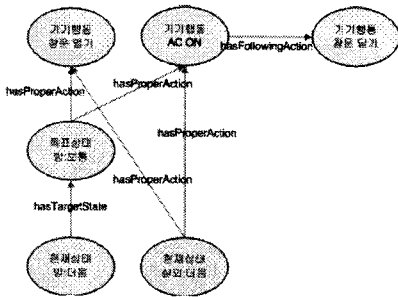 기기행동
창문 열기
기기행동
AC ON
hasFollowingAction
기기행동
창문 닫기
hasProperAction
hasProperAction
목표상태
방:보통
hasProperAction
hasProperAction
hasTargetState
현재상태
방:더움
현재상태
실외:더움